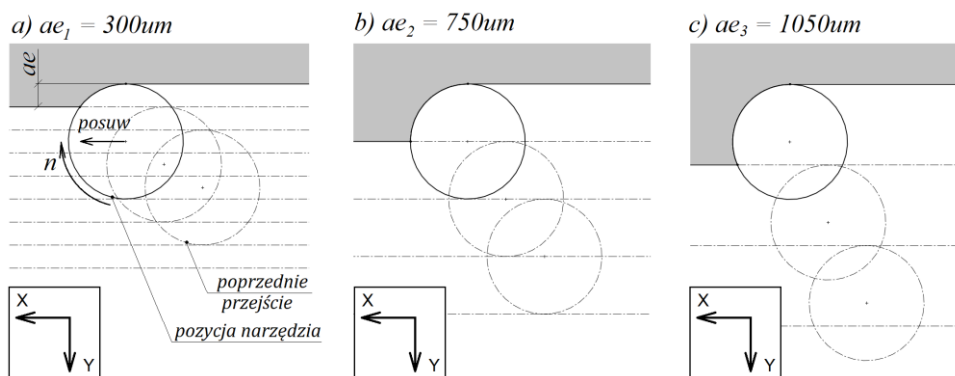 a) ae₁ = 300um
b) ae₂ = 750um
c) ae₃ = 1050um
ae
posuw
n
poprzednie
przejście
pozycja narzędzia
X
Y
X
Y
X
Y